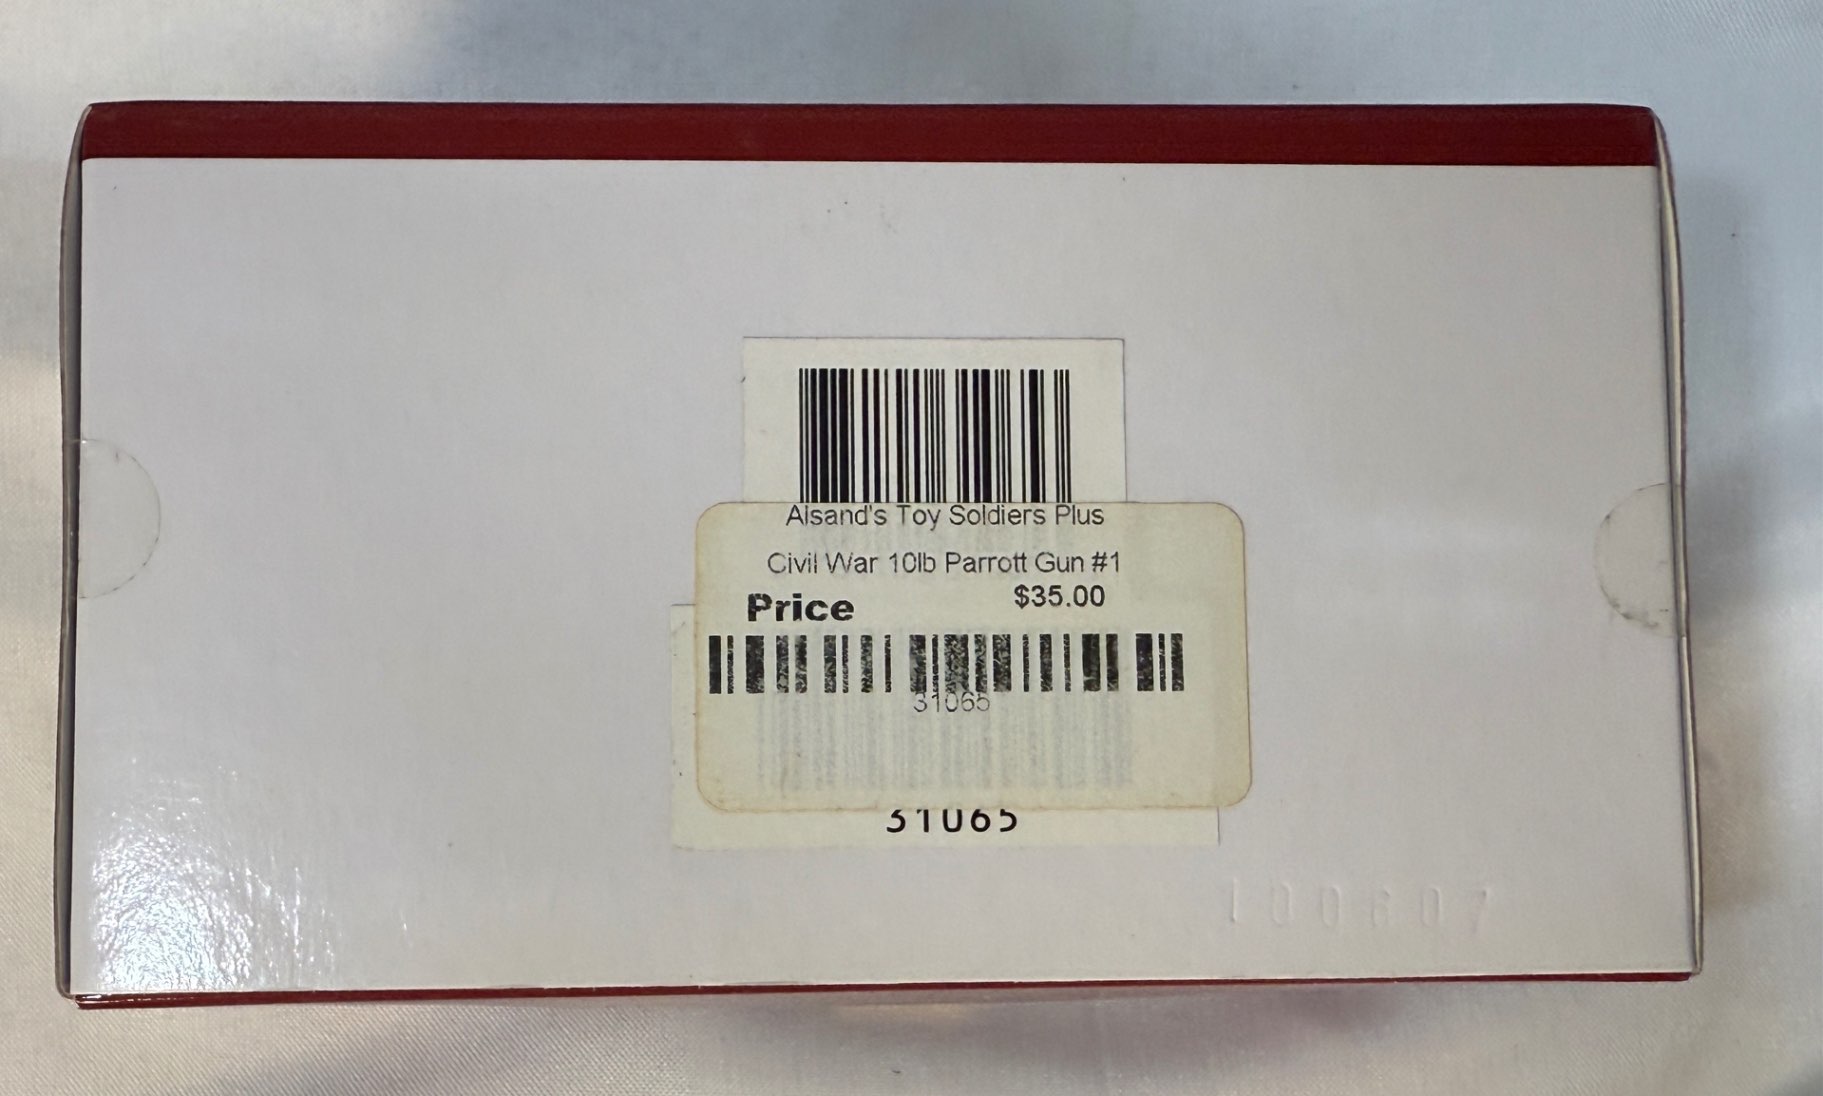 Alsand's Toy Soldiers Plus
Civil War 10lb Parrott Gun #1
$35.00
Price
31065
31065
100607